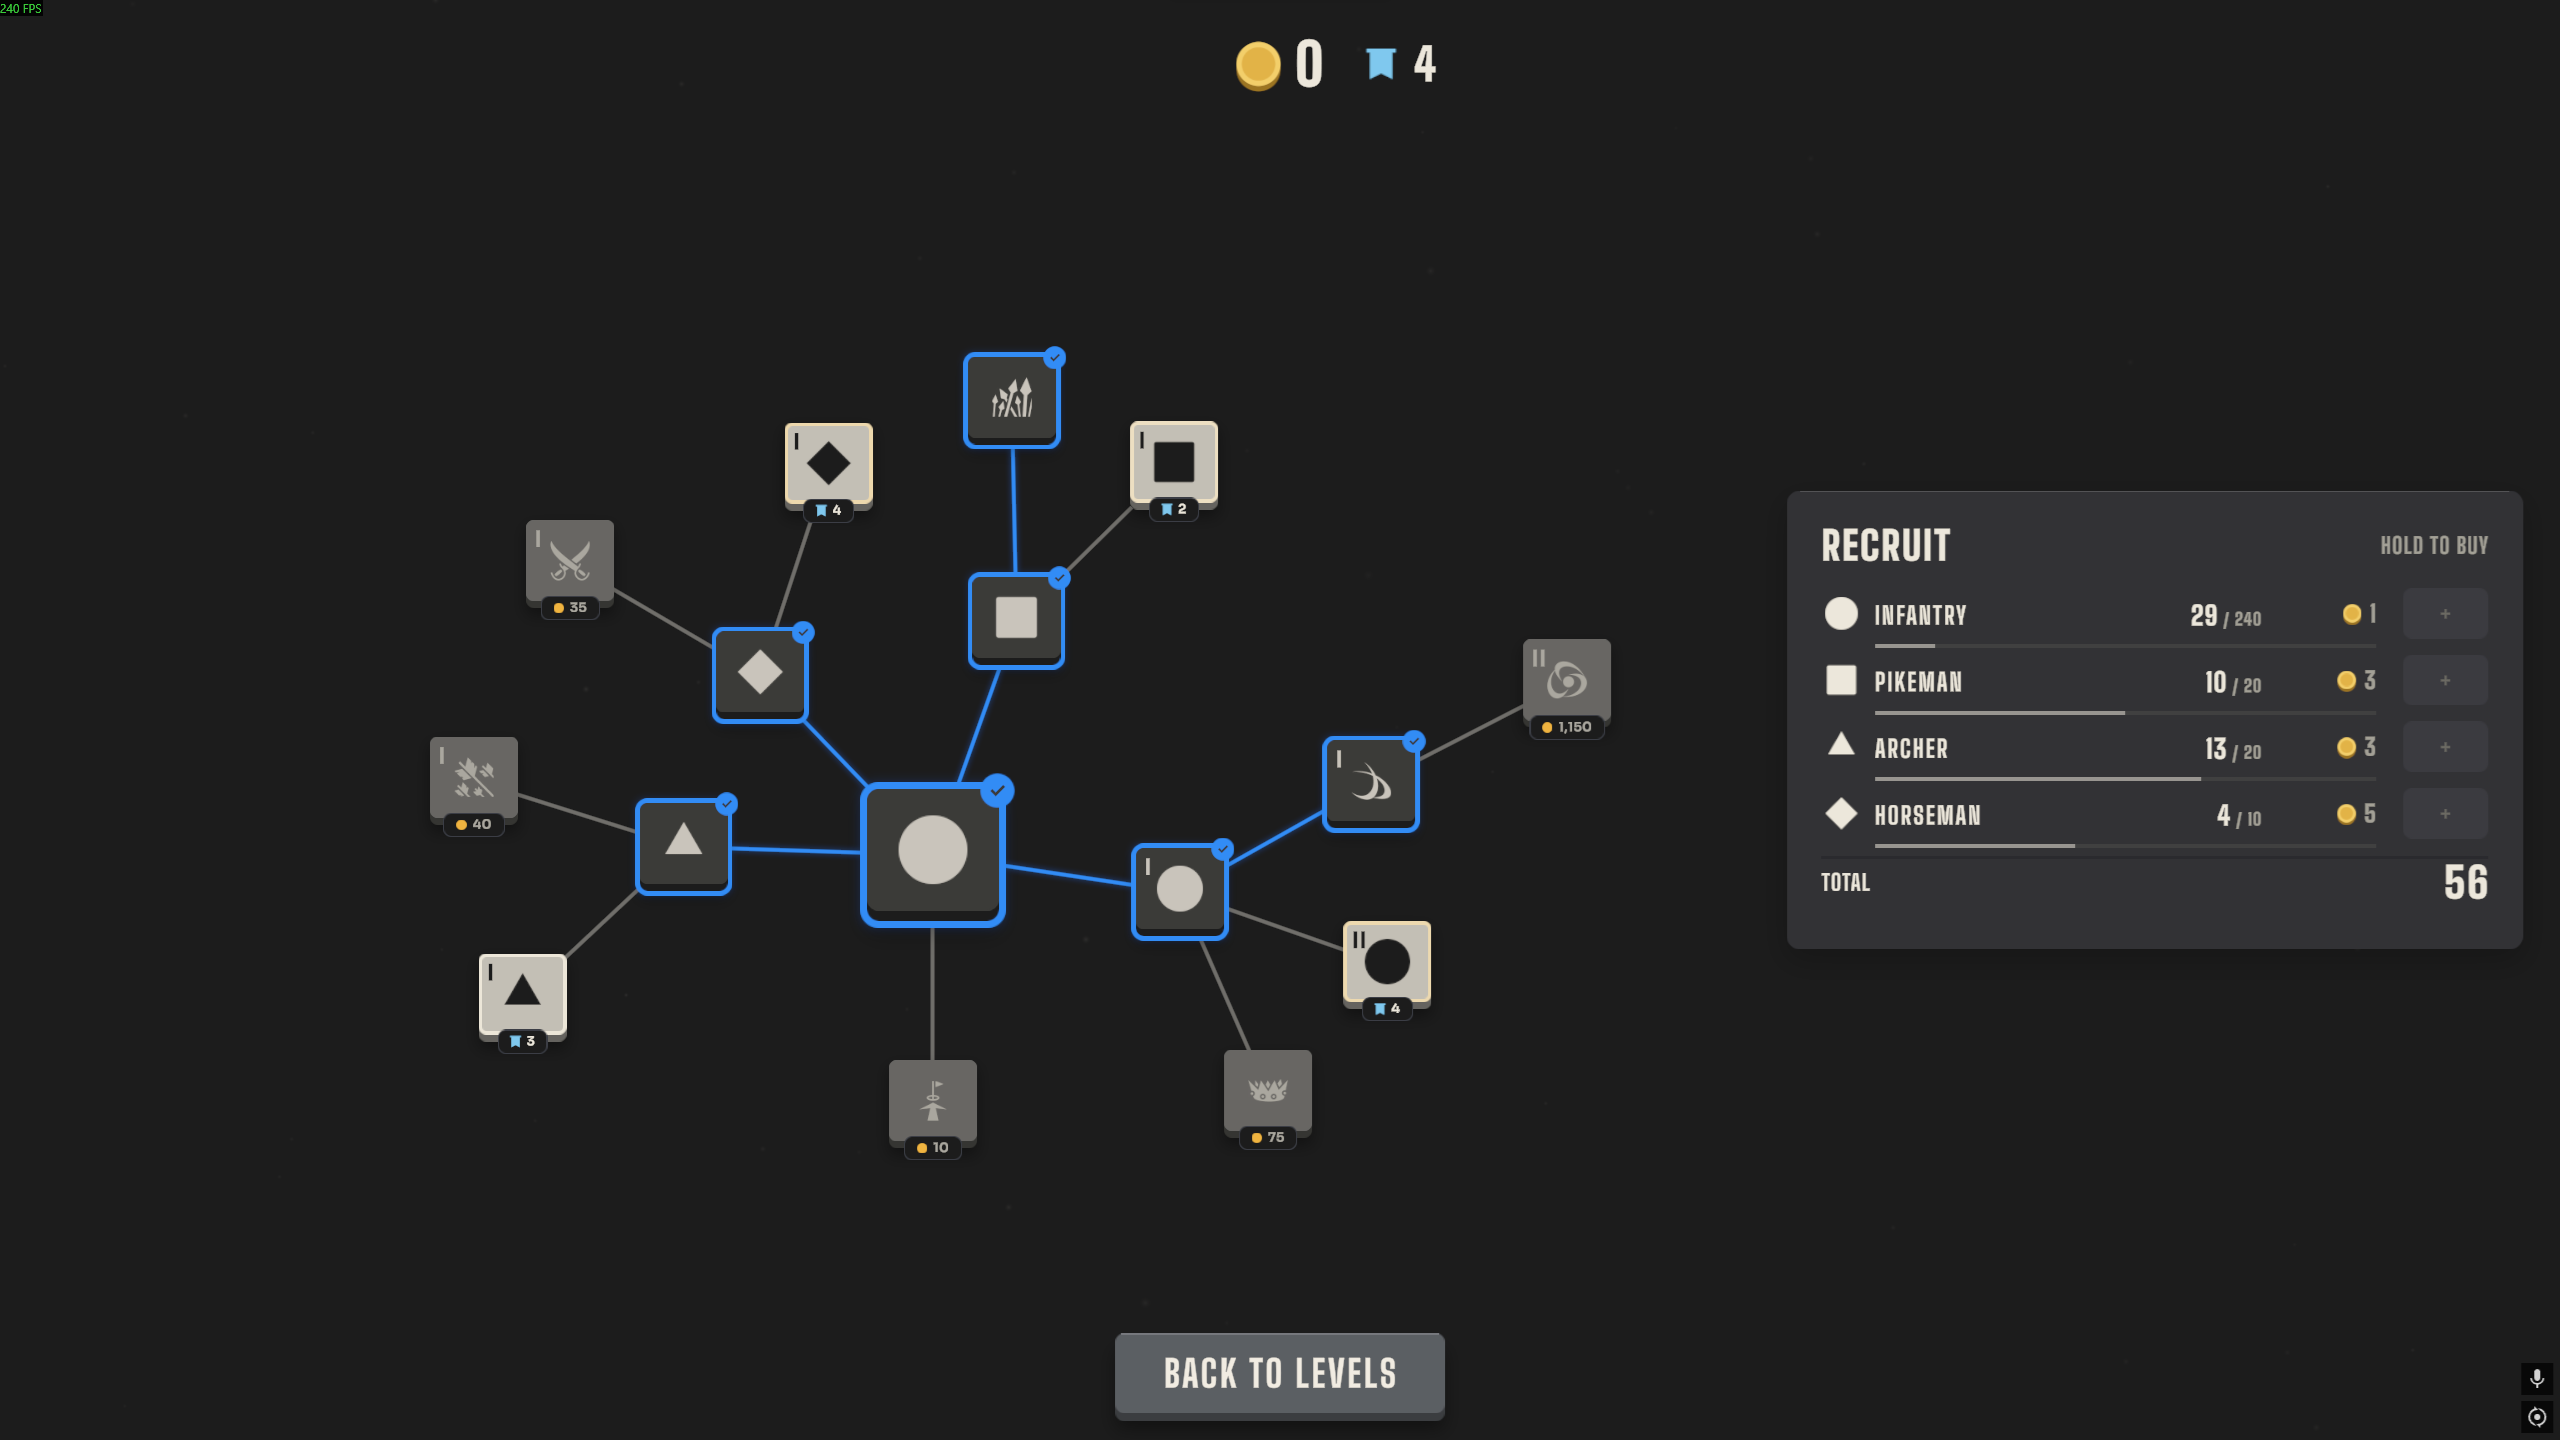 240 FPS
0 4
I
4
I
2
I
35
II
1,150
I
40
I
I
II
4
I
3
10
75
RECRUIT HOLD TO BUY
INFANTRY 29 / 240 1 +
PIKEMAN 10 / 20 3 +
ARCHER 13 / 20 3 +
HORSEMAN 4 / 10 5 +
TOTAL 56
BACK TO LEVELS